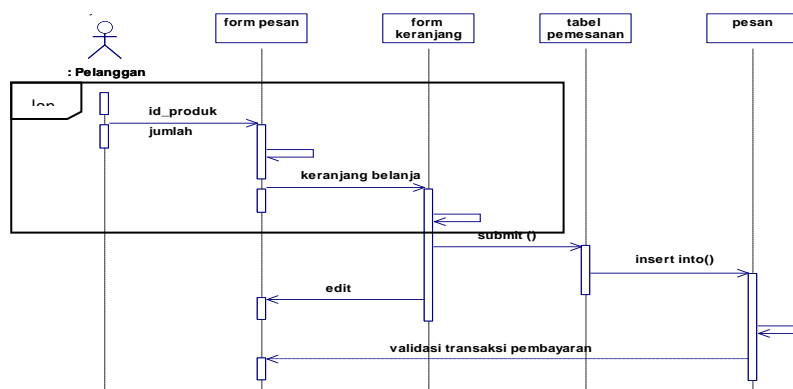 form pesan
form
keranjang
tabel
pemesanan
pesan
: Pelanggan
id_produk
jumlah
keranjang belanja
submit ()
insert into()
edit
validasi transaksi pembayaran